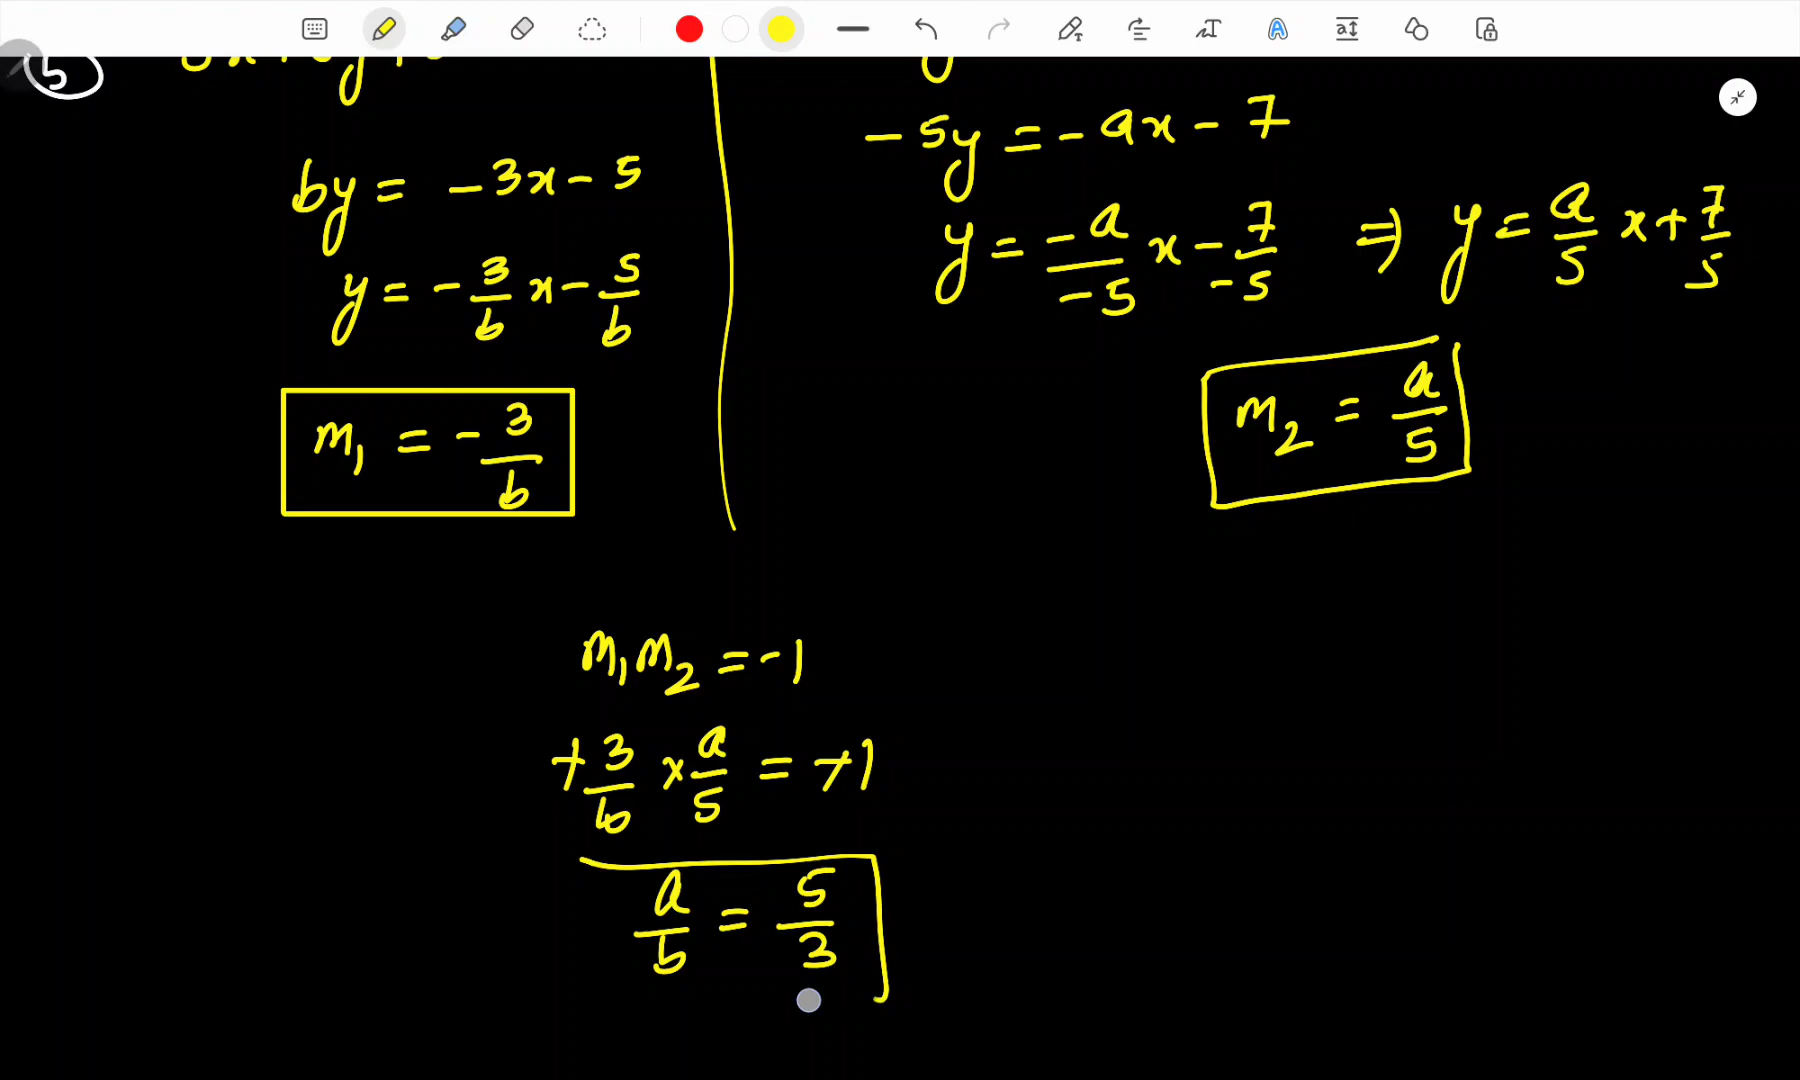 5
by = -3x - 5
y = -3/b x - 5/b
m₁ = -3/b
-5y = -ax - 7
y = -a/-5 x - 7/-5 ⇒ y = a/5 x + 7/5
m₂ = a/5
m₁m₂ = -1
+3/b × a/5 = +1
a/b = 5/3